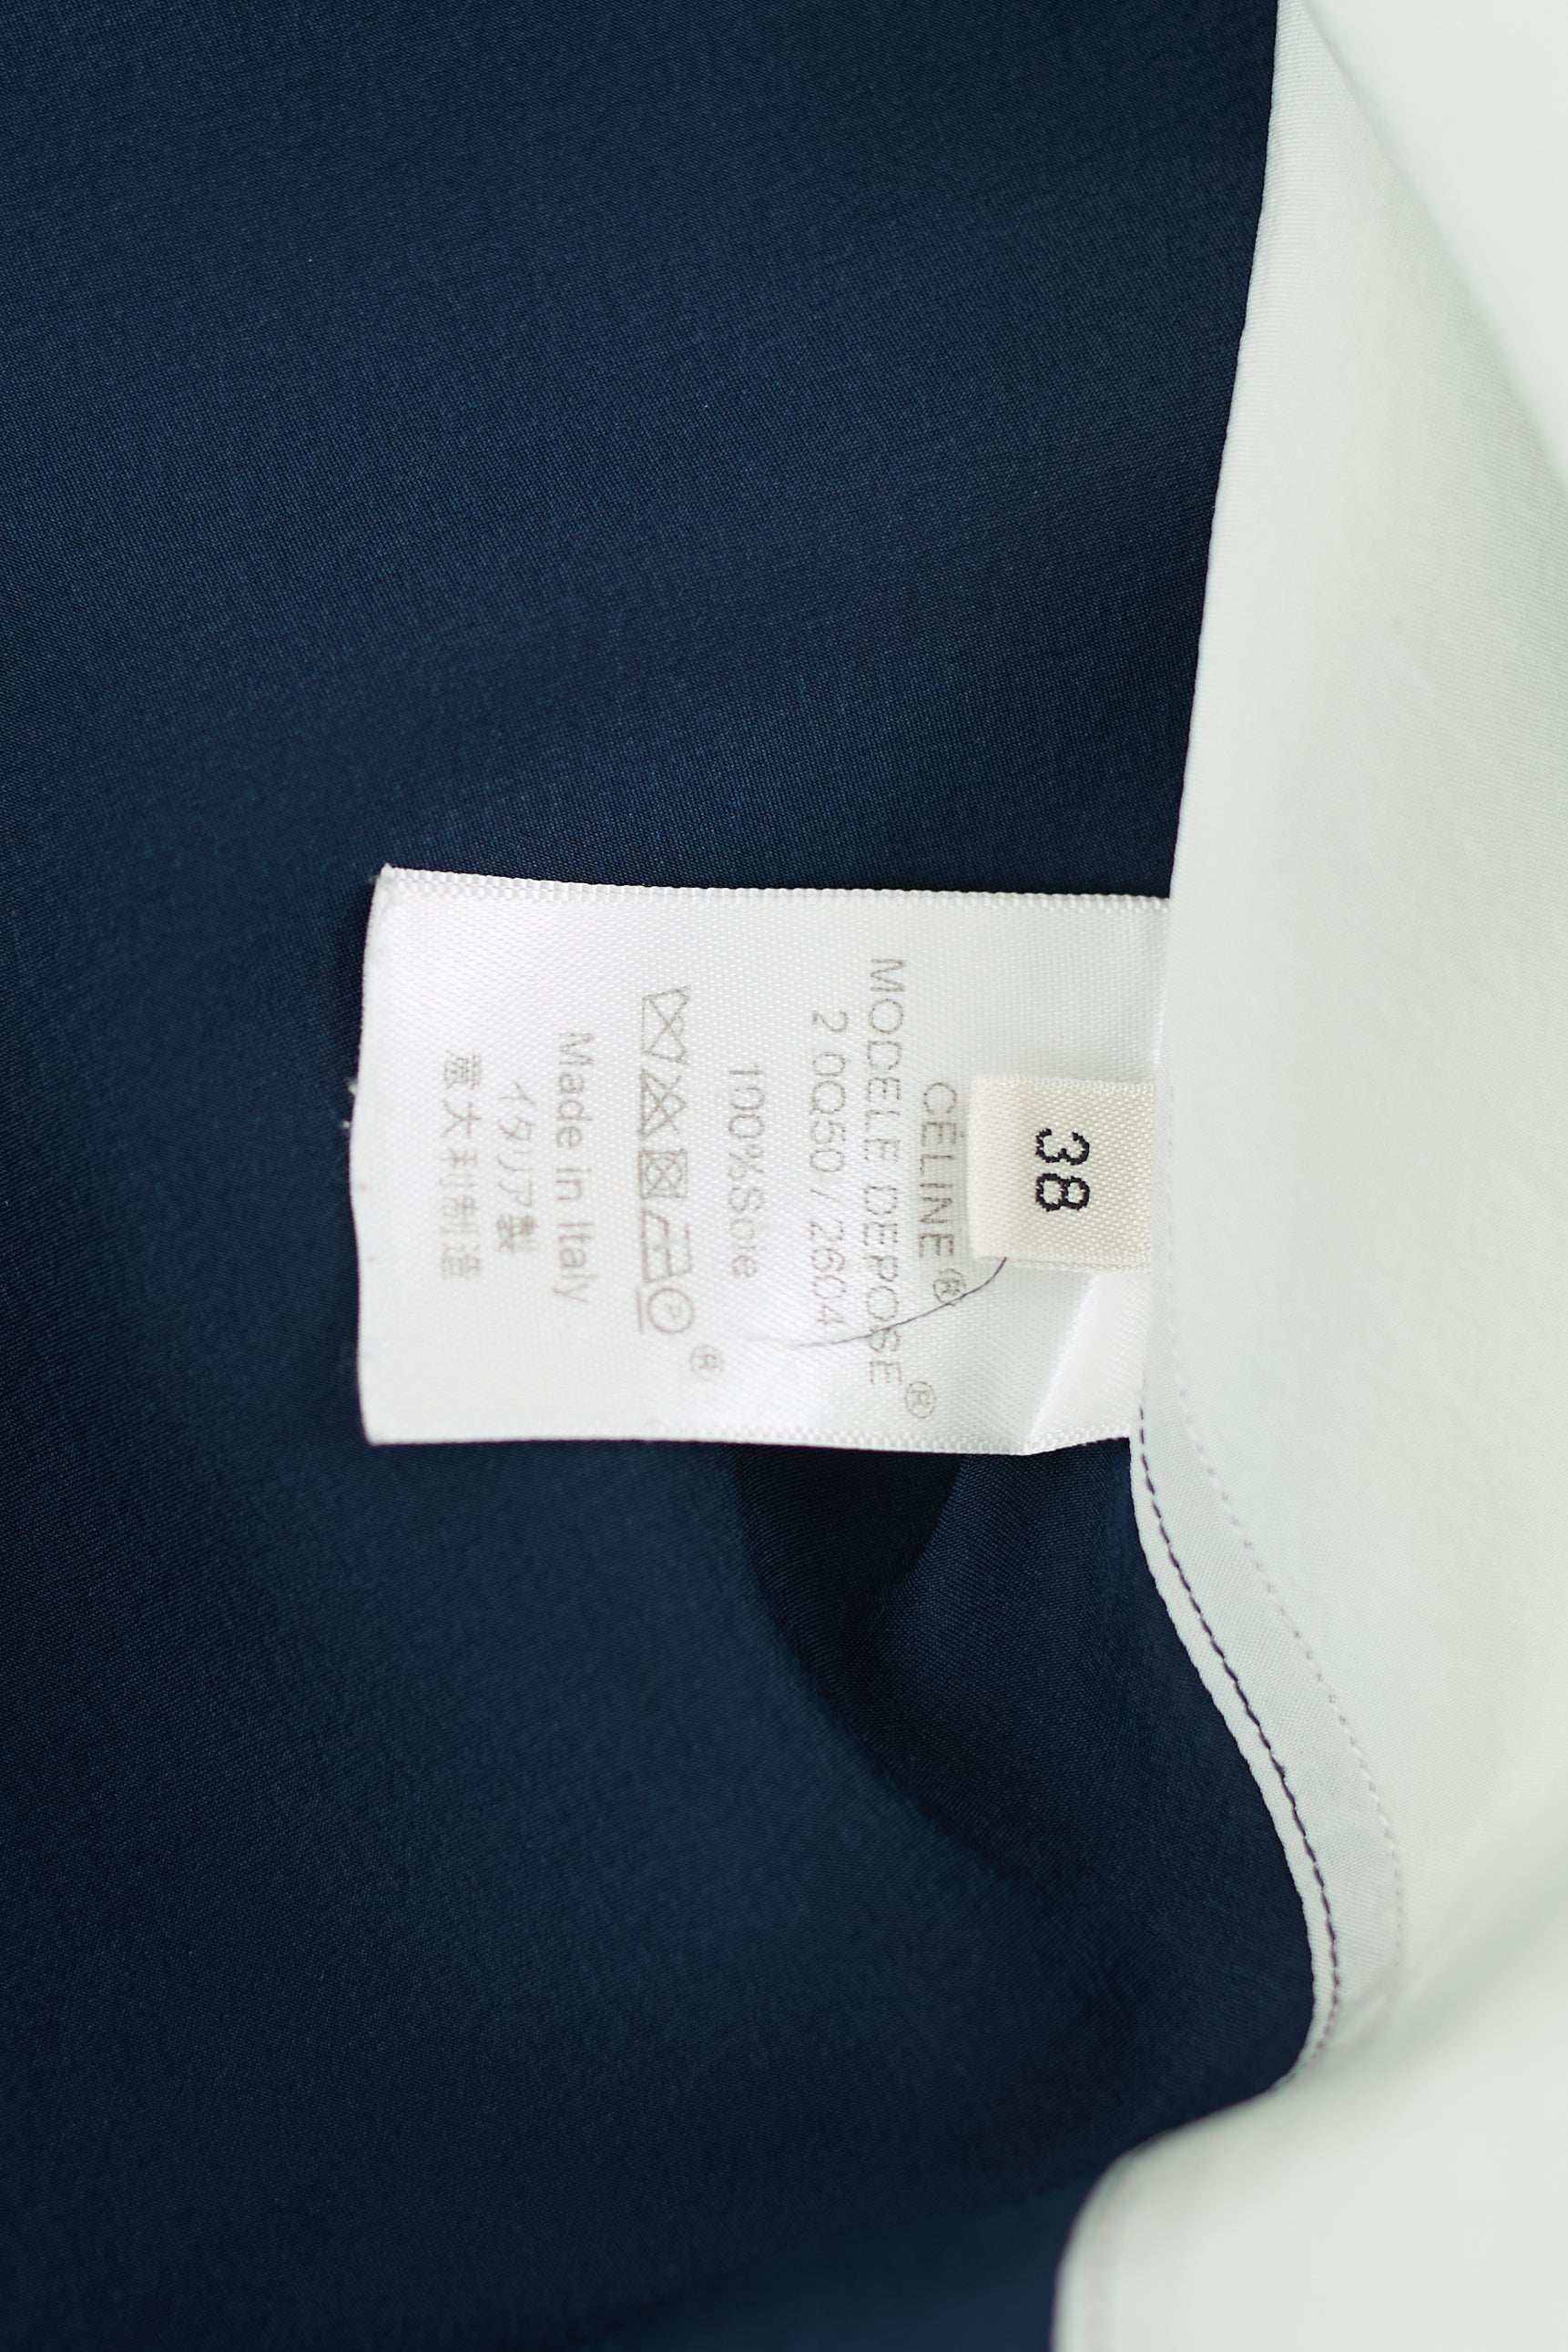 38
CÉLINE®
MODELE DEPOSE®
2 0Q50 / 2604
100%Soie
®
P
Made in Italy
イタリア製
意大利制造